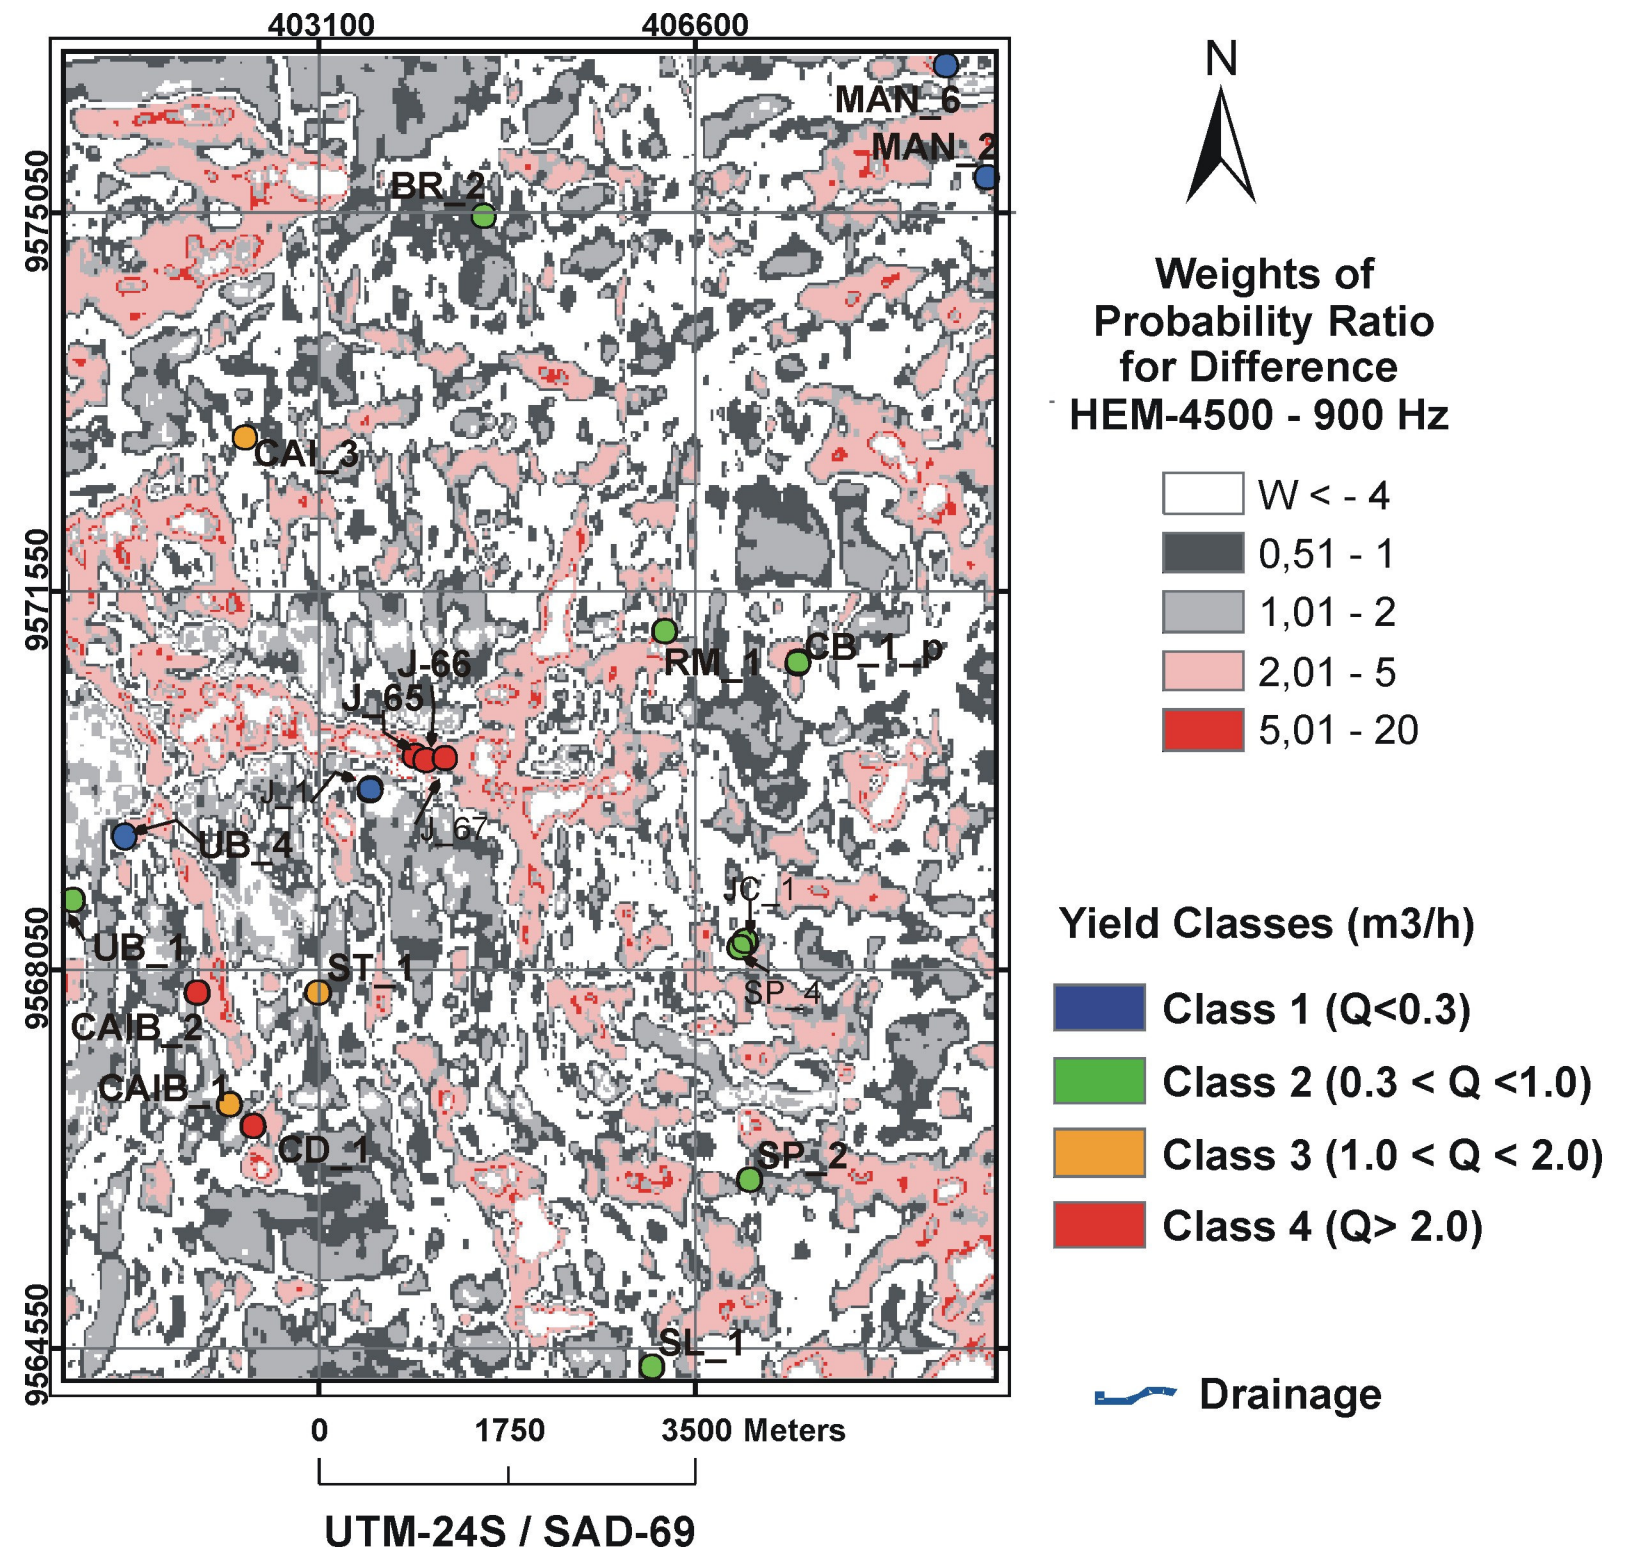 403100 406600
N
MAN_6
MAN_2
9575050
BR_2
Weights of
Probability Ratio
for Difference
HEM-4500 - 900 Hz
CAI_3
W < - 4
0,51 - 1
1,01 - 2
2,01 - 5
5,01 - 20
9571550
RM_1
CB_1_p
J-66
J_65
J_1
J_67
UB_4
JC_1
UB_1
ST_1
9568050
SP_4
CAIB_2
CAIB_1
CD_1
SP_2
Yield Classes (m3/h)
Class 1 (Q<0.3)
Class 2 (0.3 < Q <1.0)
Class 3 (1.0 < Q < 2.0)
Class 4 (Q> 2.0)
SL_1
9564550
Drainage
0 1750 3500 Meters
UTM-24S / SAD-69